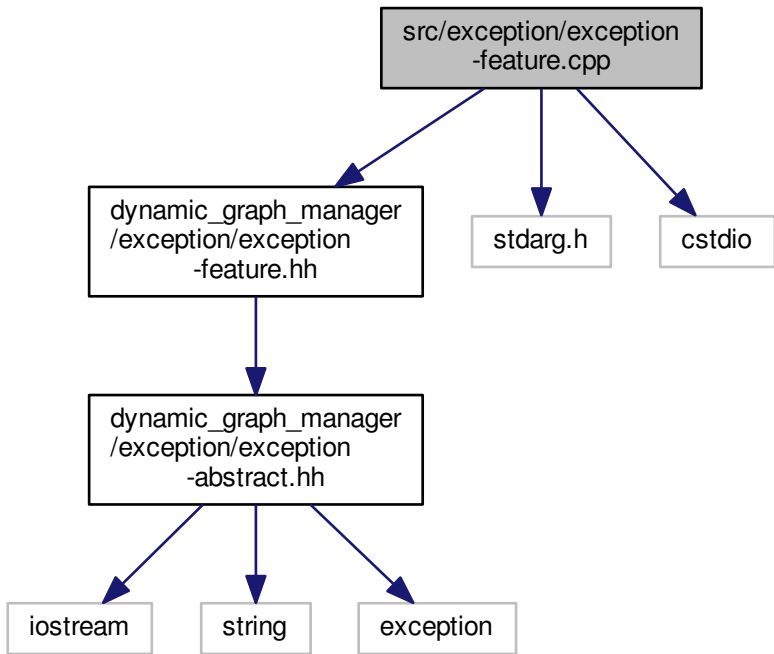 src/exception/exception
-feature.cpp
dynamic_graph_manager
/exception/exception
-feature.hh
stdarg.h
cstdio
dynamic_graph_manager
/exception/exception
-abstract.hh
iostream
string
exception